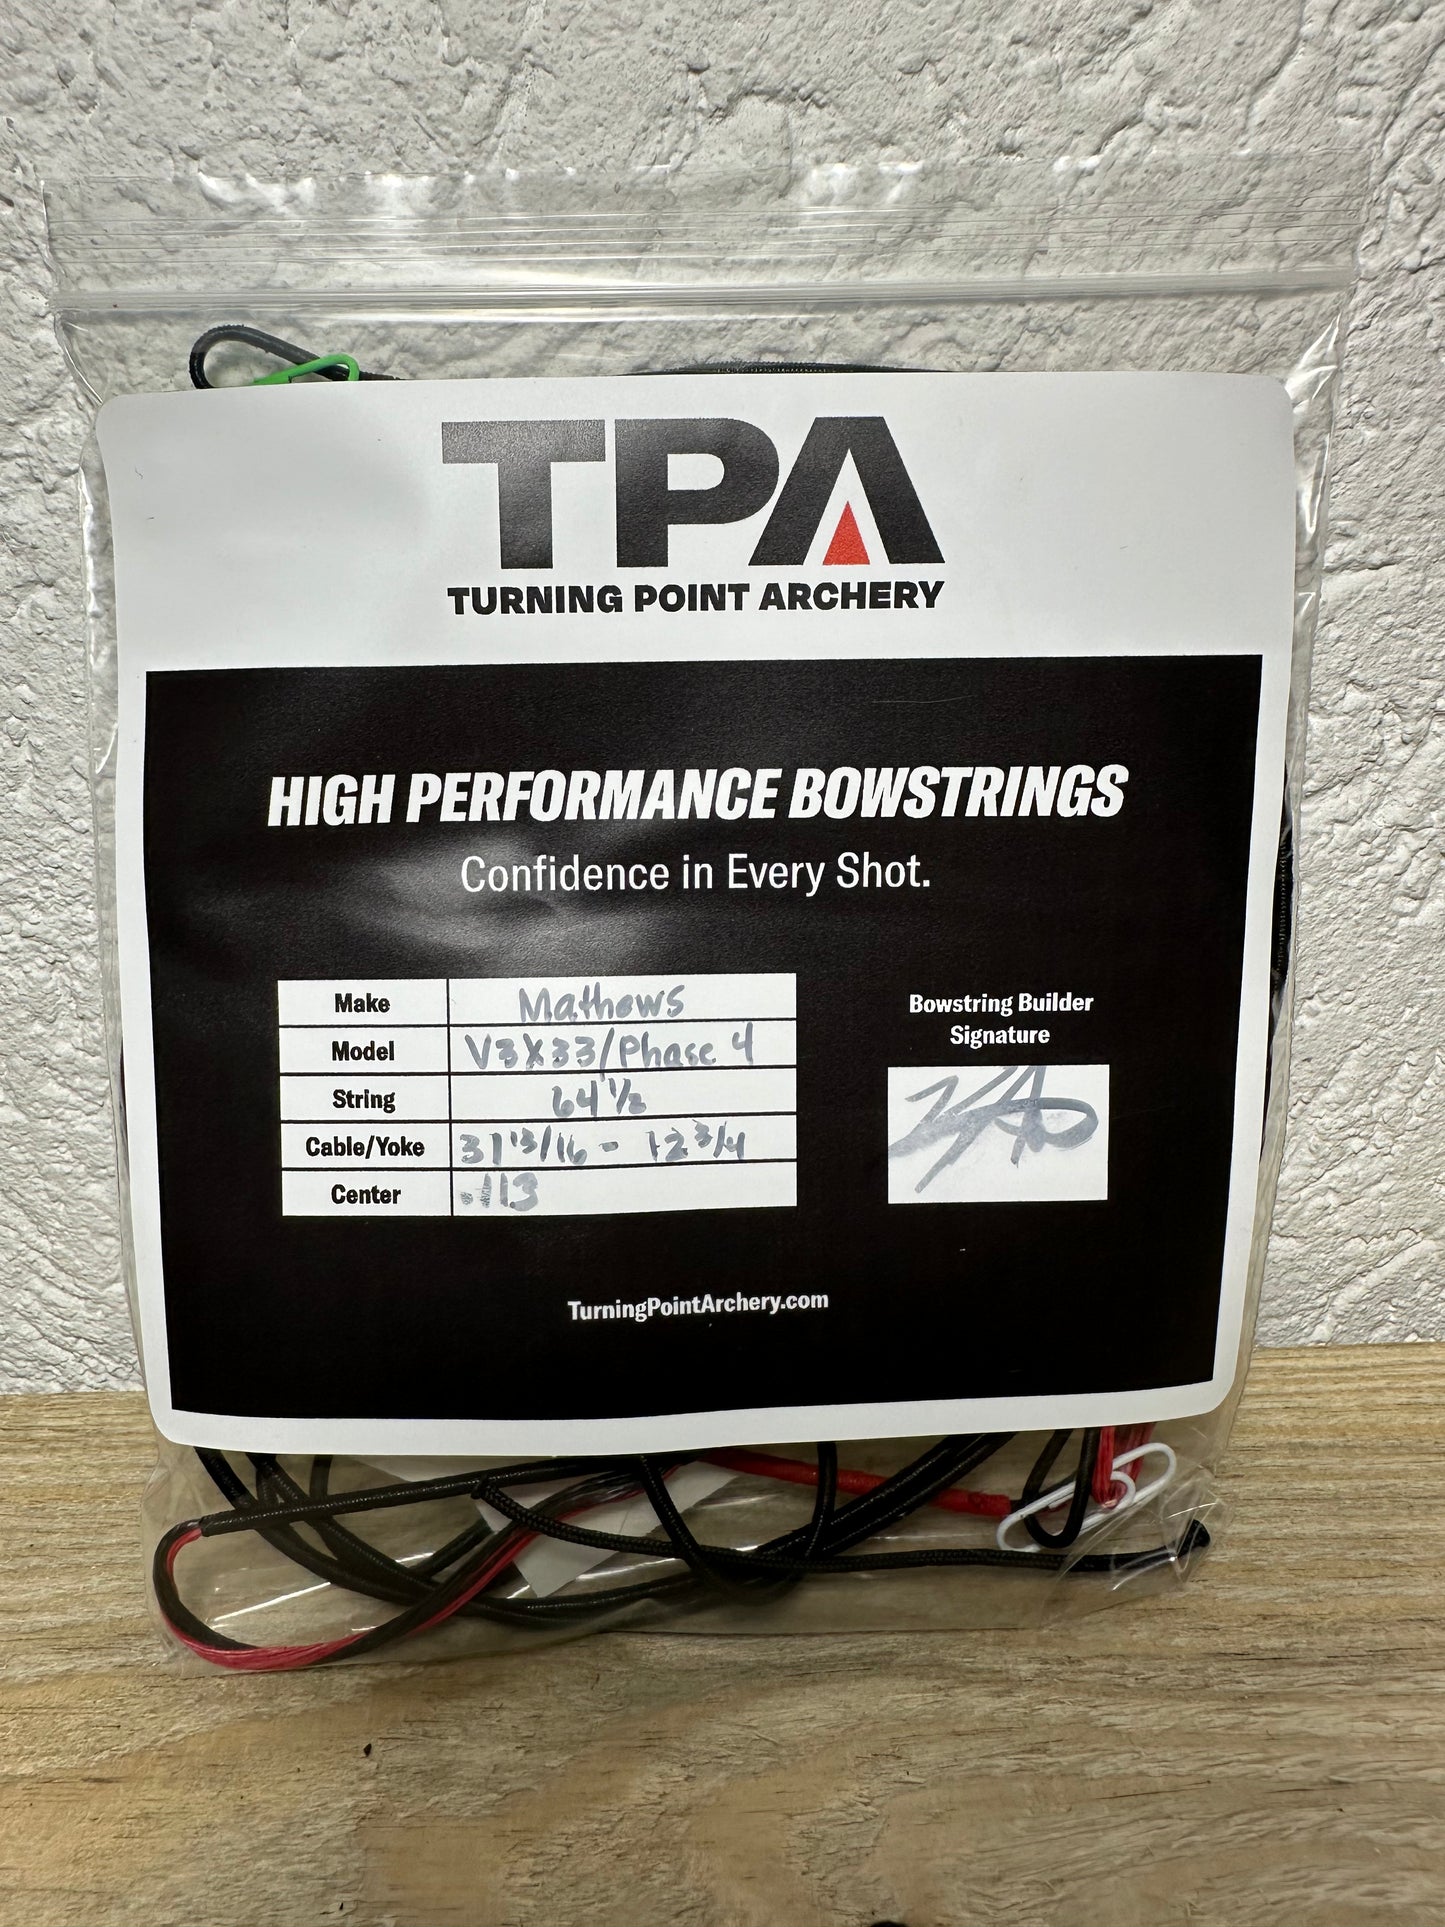 TPA
TURNING POINT ARCHERY
HIGH PERFORMANCE BOWSTRINGS
Confidence in Every Shot.
Make Mathews
Model V3X33/Phase 4
String 64 1/2
Cable/Yoke 31 13/16 - 12 3/4
Center .113
Bowstring Builder
Signature
TurningPointArchery.com